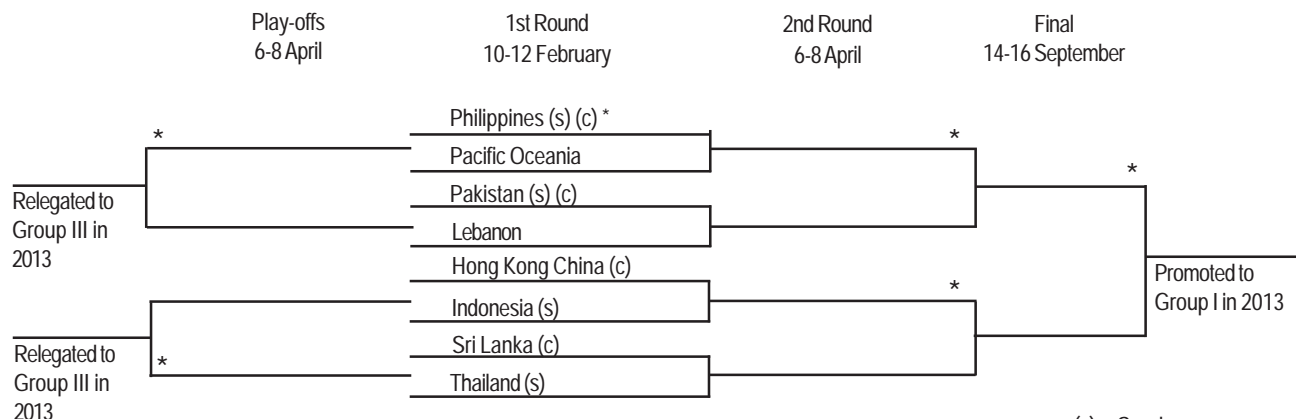 Play-offs
6-8 April
1st Round
10-12 February
2nd Round
6-8 April
Final
14-16 September
Philippines (s) (c) *
Pacific Oceania
Pakistan (s) (c)
Lebanon
Hong Kong China (c)
Indonesia (s)
Sri Lanka (c)
Thailand (s)
*
*
*
*
*
Relegated to
Group III in
2013
Relegated to
Group III in
2013
Promoted to
Group I in 2013